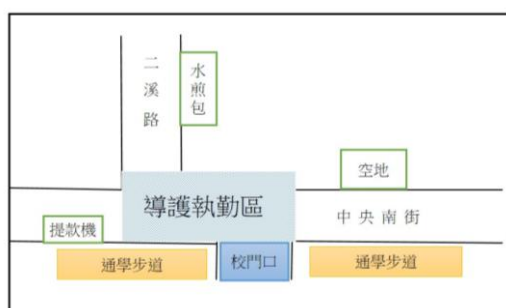 二溪路
水煎包
空地
導護執勤區
中央南街
提款機
通學步道
校門口
通學步道